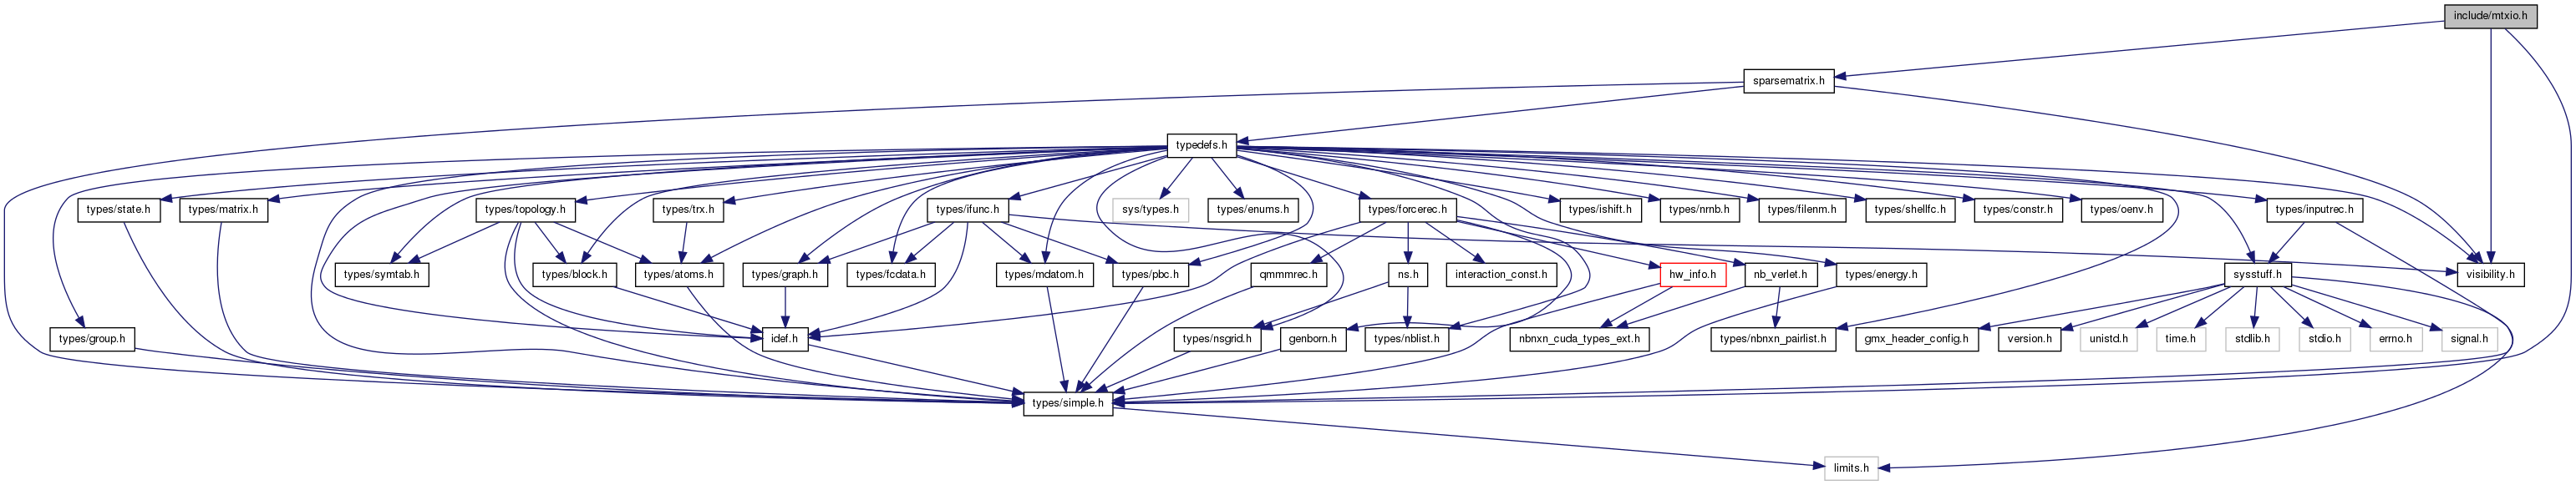 include/mtxio.h
sparsematrix.h
typedefs.h
types/state.h
types/matrix.h
types/topology.h
types/trx.h
types/ifunc.h
sys/types.h
types/enums.h
types/forcerec.h
types/ishift.h
types/nrnb.h
types/filenm.h
types/shellfc.h
types/constr.h
types/oenv.h
types/inputrec.h
types/symtab.h
types/block.h
types/atoms.h
types/graph.h
types/fcdata.h
types/mdatom.h
types/pbc.h
qmmmrec.h
ns.h
interaction_const.h
hw_info.h
nb_verlet.h
types/energy.h
sysstuff.h
visibility.h
types/group.h
idef.h
types/nsgrid.h
genborn.h
types/nblist.h
nbnxn_cuda_types_ext.h
types/nbnxn_pairlist.h
gmx_header_config.h
version.h
unistd.h
time.h
stdlib.h
stdio.h
errno.h
signal.h
types/simple.h
limits.h